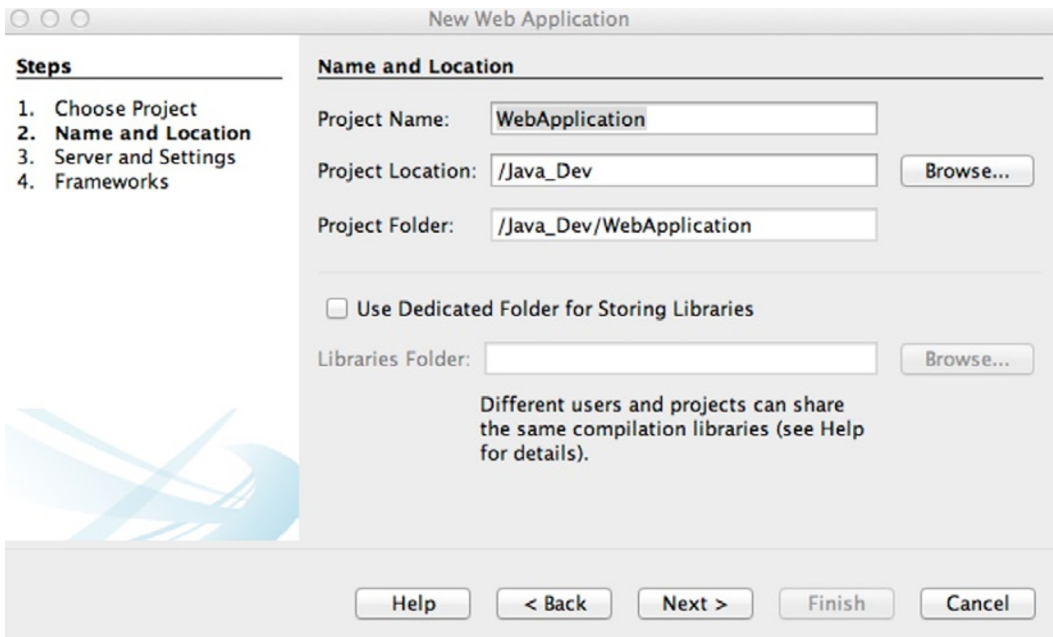 New Web Application
Steps
1. Choose Project
2. Name and Location
3. Server and Settings
4. Frameworks
Name and Location
Project Name: WebApplication
Project Location: /Java_Dev Browse...
Project Folder: /Java_Dev/WebApplication
Use Dedicated Folder for Storing Libraries
Libraries Folder: Browse...
Different users and projects can share
the same compilation libraries (see Help
for details).
Help < Back Next > Finish Cancel